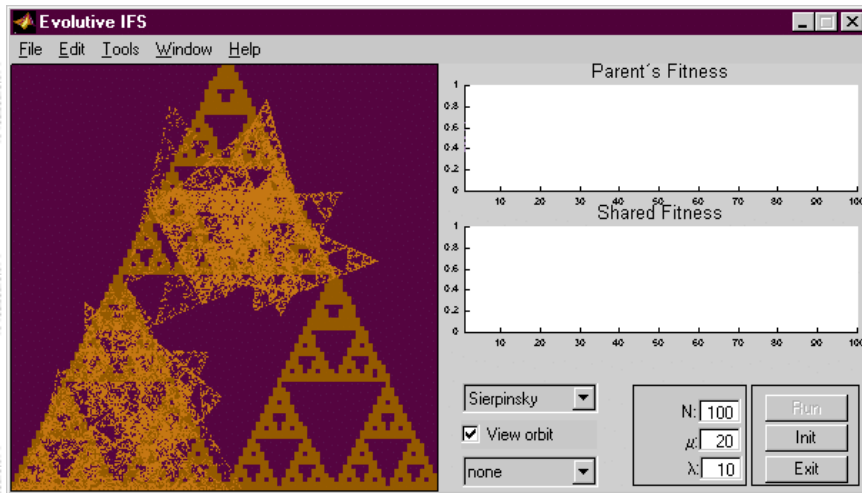 Evolutive IFS
File Edit Tools Window Help
Parent´s Fitness
1
0.8
0.6
0.4
0.2
0
10 20 30 40 50 60 70 80 90 100
Shared Fitness
1
0.8
0.6
0.4
0.2
0
10 20 30 40 50 60 70 80 90 100
Sierpinsky
View orbit
none
N: 100
μ: 20
λ: 10
Run
Init
Exit